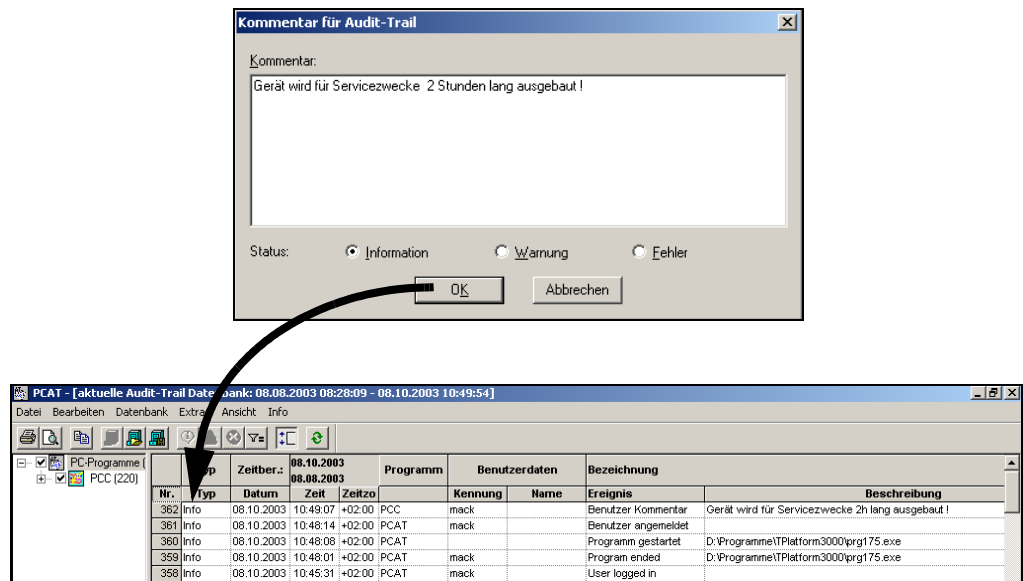 Kommentar für Audit-Trail
Kommentar:
Gerät wird für Servicezwecke 2 Stunden lang ausgebaut !
Status: Information Warnung Fehler
OK Abbrechen
PCAT - [aktuelle Audit-Trail Datenbank: 08.08.2003 08:28:09 - 08.10.2003 10:49:54]
Datei Bearbeiten Datenbank Extras Ansicht Info
PC-Programme (
PCC (220)
Typ Zeitber.: 08.10.2003 08.08.2003 Programm Benutzerdaten Bezeichnung
Nr. Typ Datum Zeit Zeitzo Kennung Name Ereignis Beschreibung
362 Info 08.10.2003 10:49:07 +02:00 PCC mack Benutzer Kommentar Gerät wird für Servicezwecke 2h lang ausgebaut !
361 Info 08.10.2003 10:48:14 +02:00 PCAT mack Benutzer angemeldet
360 Info 08.10.2003 10:48:08 +02:00 PCAT Programm gestartet D:\Programme\TPlatform3000\prg175.exe
359 Info 08.10.2003 10:48:01 +02:00 PCAT mack Program ended D:\Programme\TPlatform3000\prg175.exe
358 Info 08.10.2003 10:45:31 +02:00 PCAT mack User logged in